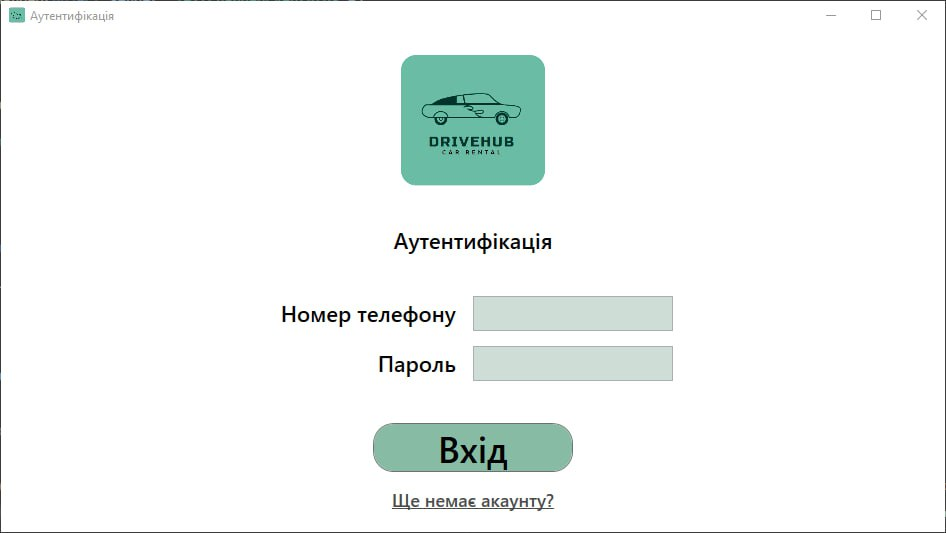 Аутентифікація
DRIVEHUB
CAR RENTAL
Аутентифікація
Номер телефону
Пароль
Вхід
Ще немає акаунту?